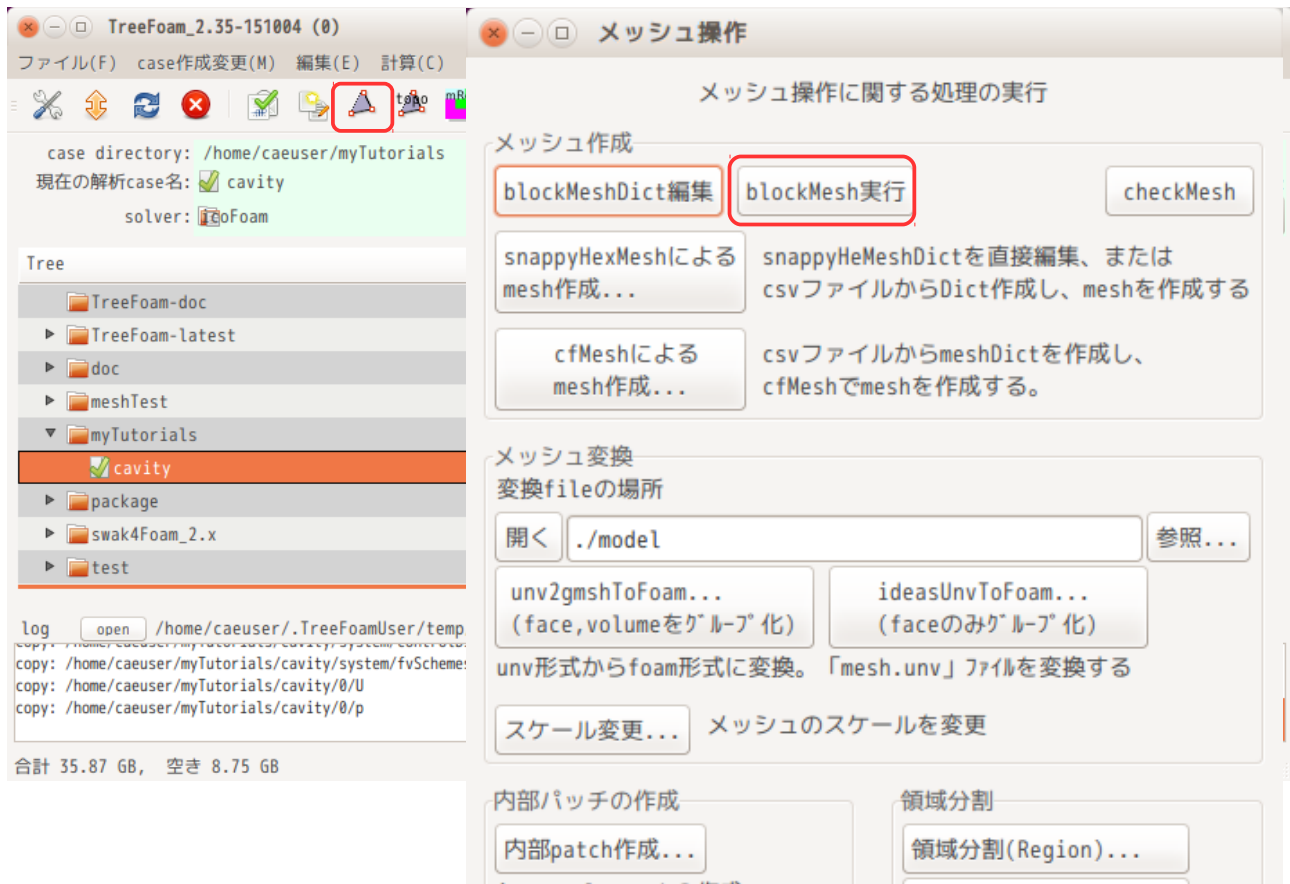 TreeFoam_2.35-151004 (0)
ファイル(F) case作成変更(M) 編集(E) 計算(C)
topo
case directory: /home/caeuser/myTutorials
現在の解析case名: cavity
solver: icoFoam
Tree
TreeFoam-doc
TreeFoam-latest
doc
meshTest
myTutorials
cavity
package
swak4Foam_2.x
test
log open /home/caeuser/.TreeFoamUser/temp
copy: /home/caeuser/myTutorials/cavity/system/fvSchemes
copy: /home/caeuser/myTutorials/cavity/0/U
copy: /home/caeuser/myTutorials/cavity/0/p
合計 35.87 GB, 空き 8.75 GB
メッシュ操作
メッシュ操作に関する処理の実行
メッシュ作成
blockMeshDict編集 blockMesh実行 checkMesh
snappyHexMeshによる
mesh作成...
snappyHeMeshDictを直接編集、または
csvファイルからDict作成し、meshを作成する
cfMeshによる
mesh作成...
csvファイルからmeshDictを作成し、
cfMeshでmeshを作成する。
メッシュ変換
変換fileの場所
開く ./model 参照...
unv2gmshToFoam...
(face,volumeをｸﾞﾙｰﾌﾟ化)
ideasUnvToFoam...
(faceのみｸﾞﾙｰﾌﾟ化)
unv形式からfoam形式に変換。「mesh.unv」ﾌｧｲﾙを変換する
スケール変更... メッシュのスケールを変更
内部パッチの作成
内部patch作成...
領域分割
領域分割(Region)...